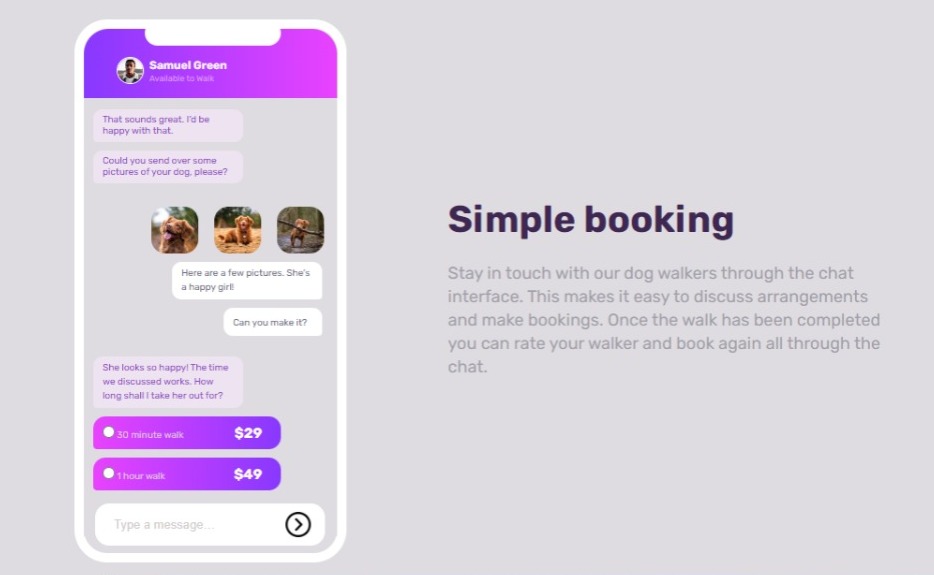 Samuel Green
Available to Walk
That sounds great. I'd be
happy with that.
Could you send over some
pictures of your dog, please?
Here are a few pictures. She's
a happy girl!
Can you make it?
She looks so happy! The time
we discussed works. How
long shall I take her out for?
30 minute walk $29
1 hour walk $49
Type a message...
Simple booking
Stay in touch with our dog walkers through the chat
interface. This makes it easy to discuss arrangements
and make bookings. Once the walk has been completed
you can rate your walker and book again all through the
chat.